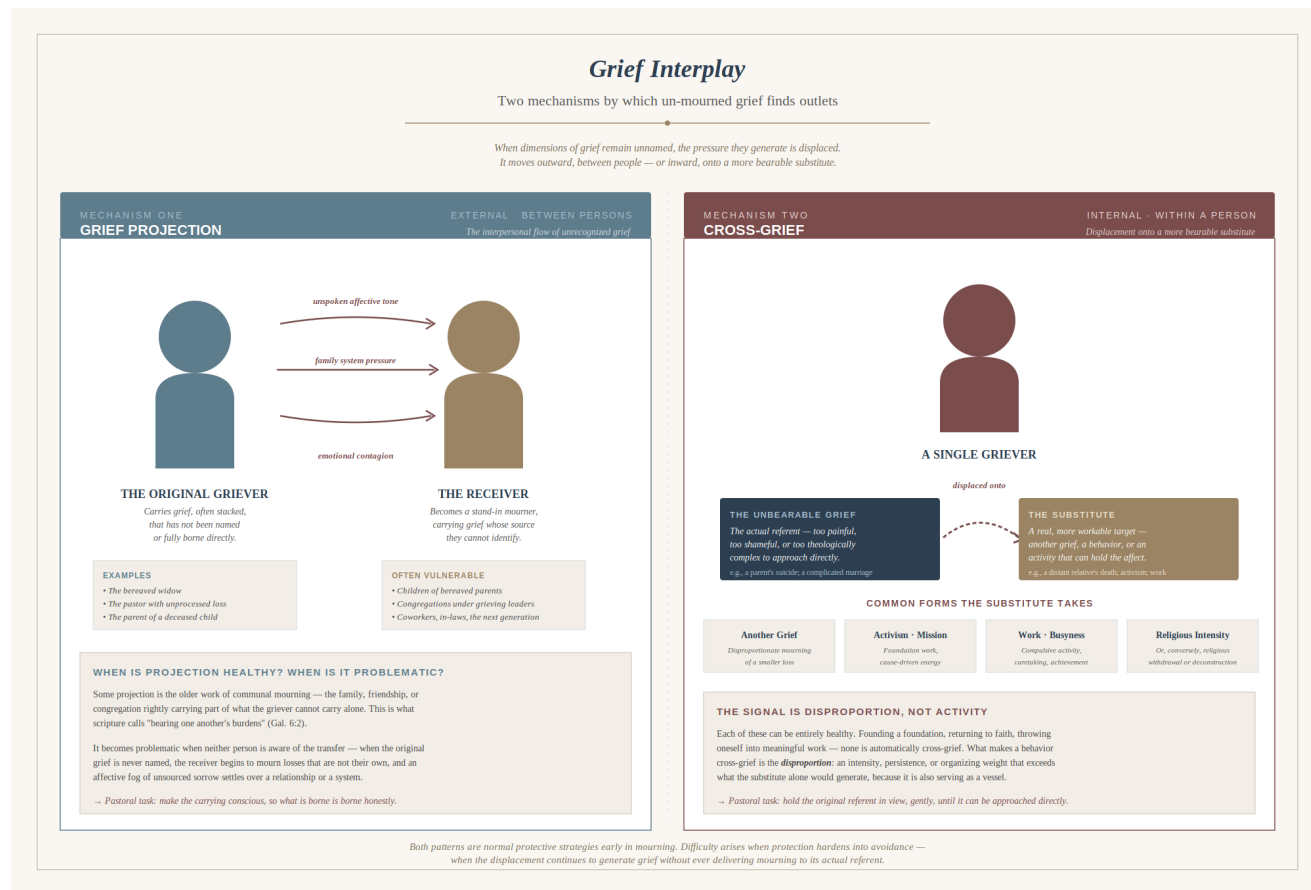 Grief Interplay
Two mechanisms by which un-mourned grief finds outlets
When dimensions of grief remain unnamed, the pressure they generate is displaced.
It moves outward, between people — or inward, onto a more bearable substitute.
MECHANISM ONE
EXTERNAL · BETWEEN PERSONS
GRIEF PROJECTION
The interpersonal flow of unrecognized grief
unspoken affective tone
family system pressure
emotional contagion
THE ORIGINAL GRIEVER
Carries grief, often stacked,
that has not been named
or fully borne directly.
THE RECEIVER
Becomes a stand-in mourner,
carrying grief whose source
they cannot identify.
EXAMPLES
• The bereaved widow
• The pastor with unprocessed loss
• The parent of a deceased child
OFTEN VULNERABLE
• Children of bereaved parents
• Congregations under grieving leaders
• Coworkers, in-laws, the next generation
WHEN IS PROJECTION HEALTHY? WHEN IS IT PROBLEMATIC?
Some projection is the older work of communal mourning — the family, friendship, or
congregation rightly carrying part of what the griever cannot carry alone. This is what
scripture calls "bearing one another's burdens" (Gal. 6:2).
It becomes problematic when neither person is aware of the transfer — when the original
grief is never named, the receiver begins to mourn losses that are not their own, and an
affective fog of unsourced sorrow settles over a relationship or a system.
→ Pastoral task: make the carrying conscious, so what is borne is borne honestly.
MECHANISM TWO
INTERNAL · WITHIN A PERSON
CROSS-GRIEF
Displacement onto a more bearable substitute
A SINGLE GRIEVER
displaced onto
THE UNBEARABLE GRIEF
The actual referent — too painful,
too shameful, or too theologically
complex to approach directly.
e.g., a parent's suicide; a complicated marriage
THE SUBSTITUTE
A real, more workable target —
another grief, a behavior, or an
activity that can hold the affect.
e.g., a distant relative's death; activism; work
COMMON FORMS THE SUBSTITUTE TAKES
Another Grief
Disproportionate mourning
of a smaller loss
Activism · Mission
Foundation work,
cause-driven energy
Work · Busyness
Compulsive activity,
caretaking, achievement
Religious Intensity
Or, conversely, religious
withdrawal or deconstruction
THE SIGNAL IS DISPROPORTION, NOT ACTIVITY
Each of these can be entirely healthy. Founding a foundation, returning to faith, throwing
oneself into meaningful work — none is automatically cross-grief. What makes a behavior
cross-grief is the disproportion: an intensity, persistence, or organizing weight that exceeds
what the substitute alone would generate, because it is also serving as a vessel.
→ Pastoral task: hold the original referent in view, gently, until it can be approached directly.
Both patterns are normal protective strategies early in mourning. Difficulty arises when protection hardens into avoidance —
when the displacement continues to generate grief without ever delivering mourning to its actual referent.